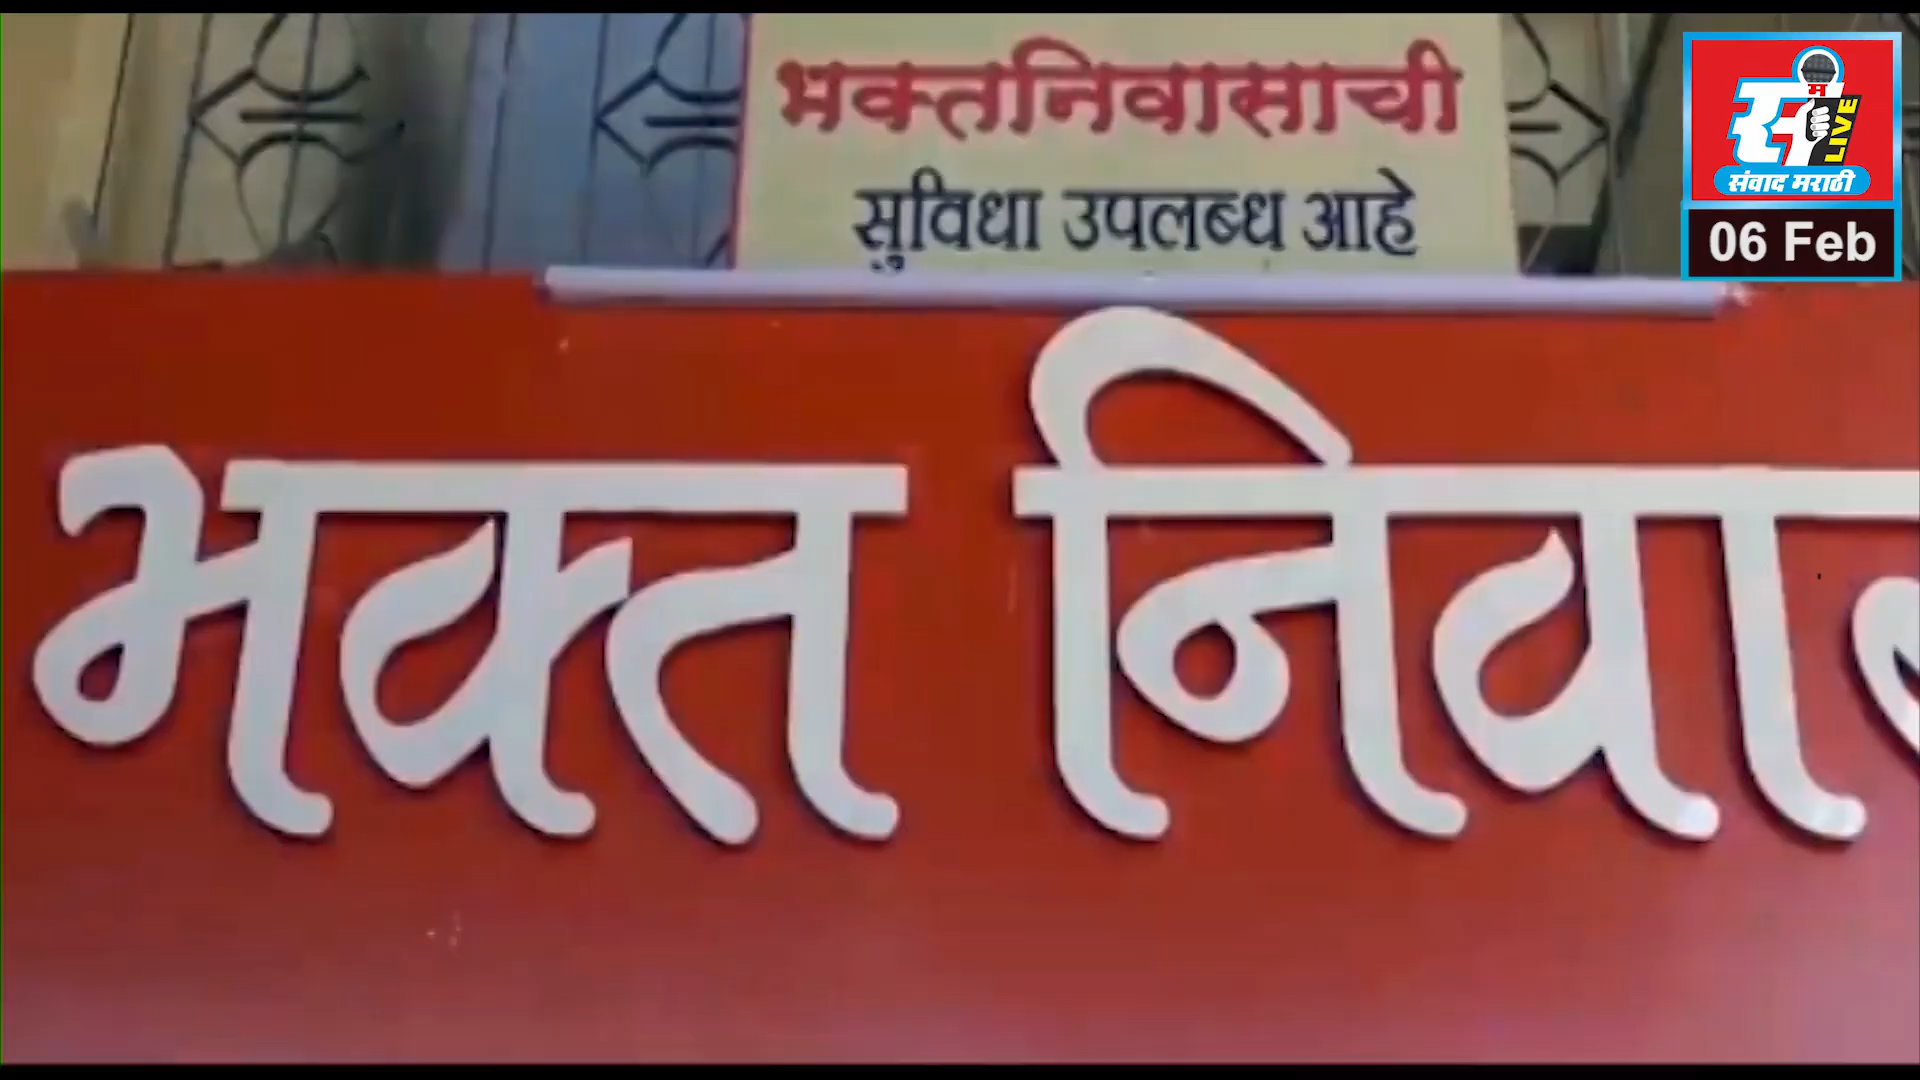 भक्तनिवासाची
सुविधा उपलब्ध आहे
भक्त निवा
संम
LIVE
संवाद मराठी
06 Feb